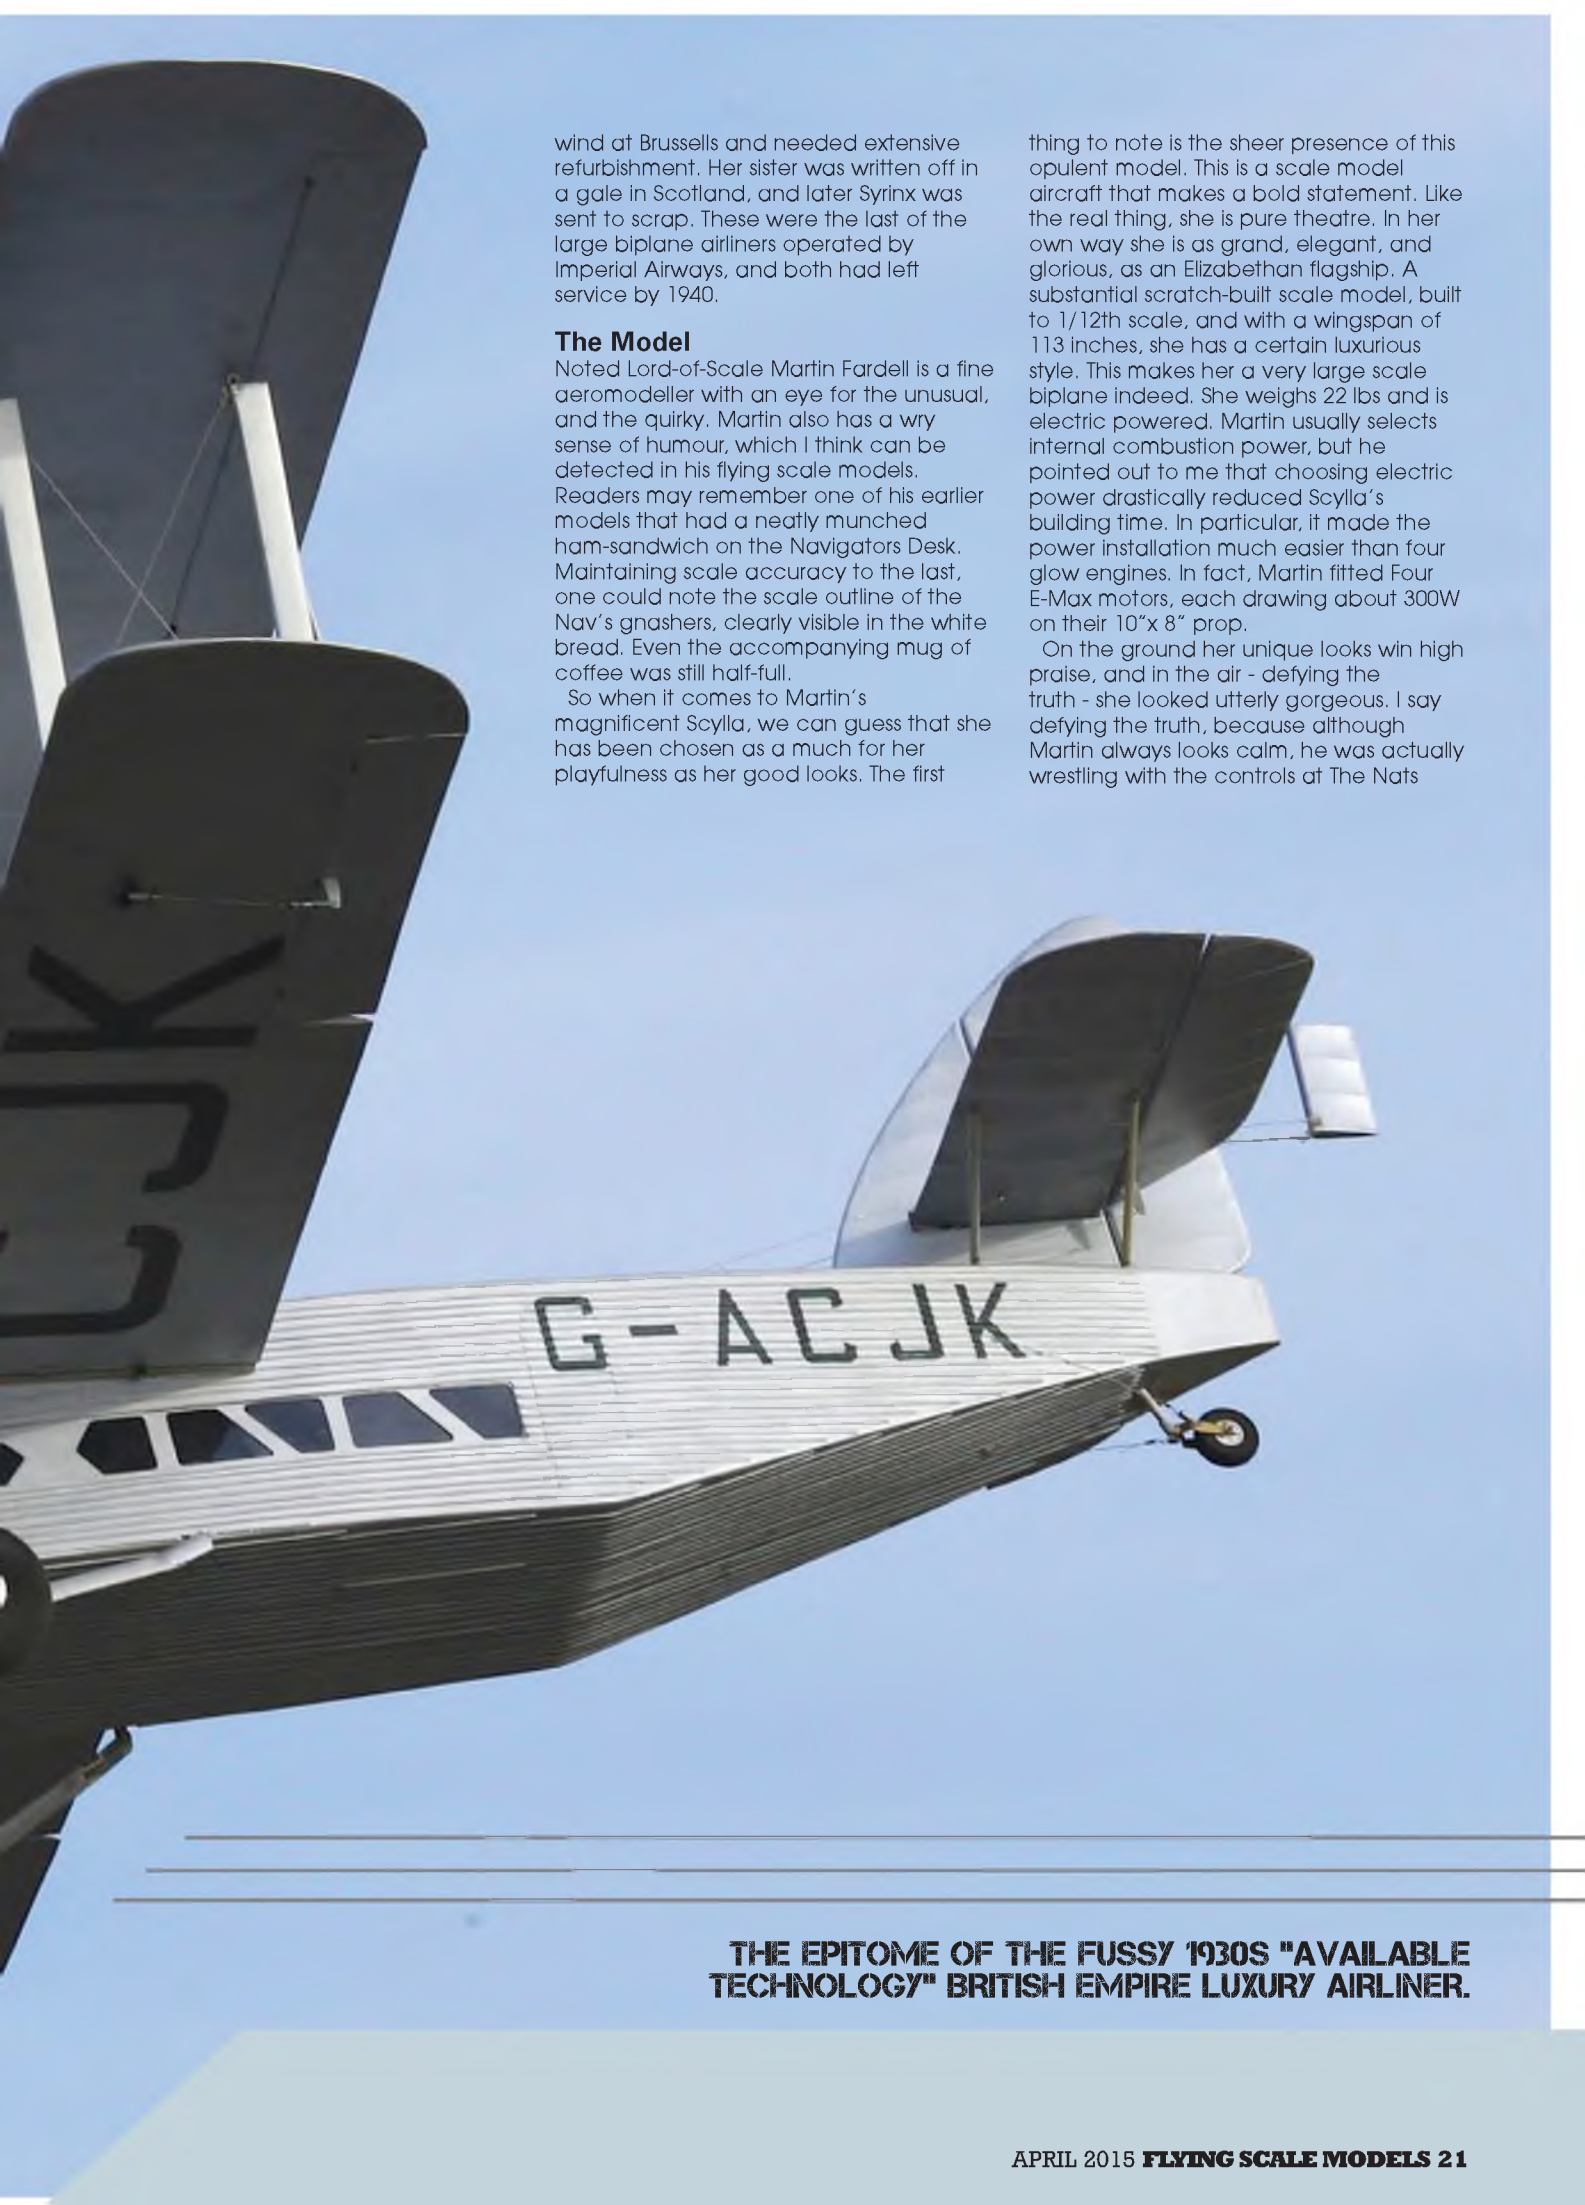 wind at Brussells and needed extensive
refurbishment. Her sister was written off in
a gale in Scotland, and later Syrinx was
sent to scrap. These were the last of the
large biplane airliners operated by
Imperial Airways, and both had left
service by 1940.
The Model
Noted Lord-of-Scale Martin Fardell is a fine
aeromodeller with an eye for the unusual,
and the quirky. Martin also has a wry
sense of humour, which I think can be
detected in his flying scale models.
Readers may remember one of his earlier
models that had a neatly munched
ham-sandwich on the Navigators Desk.
Maintaining scale accuracy to the last,
one could note the scale outline of the
Nav's gnashers, clearly visible in the white
bread. Even the accompanying mug of
coffee was still half-full.
So when it comes to Martin's
magnificent Scylla, we can guess that she
has been chosen as a much for her
playfulness as her good looks. The first
thing to note is the sheer presence of this
opulent model. This is a scale model
aircraft that makes a bold statement. Like
the real thing, she is pure theatre. In her
own way she is as grand, elegant, and
glorious, as an Elizabethan flagship. A
substantial scratch-built scale model, built
to 1/12th scale, and with a wingspan of
113 inches, she has a certain luxurious
style. This makes her a very large scale
biplane indeed. She weighs 22 lbs and is
electric powered. Martin usually selects
internal combustion power, but he
pointed out to me that choosing electric
power drastically reduced Scylla's
building time. In particular, it made the
power installation much easier than four
glow engines. In fact, Martin fitted Four
E-Max motors, each drawing about 300W
on their 10"x 8" prop.
On the ground her unique looks win high
praise, and in the air - defying the
truth - she looked utterly gorgeous. I say
defying the truth, because although
Martin always looks calm, he was actually
wrestling with the controls at The Nats
CJK
G-ACJK
THE EPITOME OF THE FUSSY 1930S "AVAILABLE
TECHNOLOGY" BRITISH EMPIRE LUXURY AIRLINER.
APRIL 2015 FLYING SCALE MODELS 21